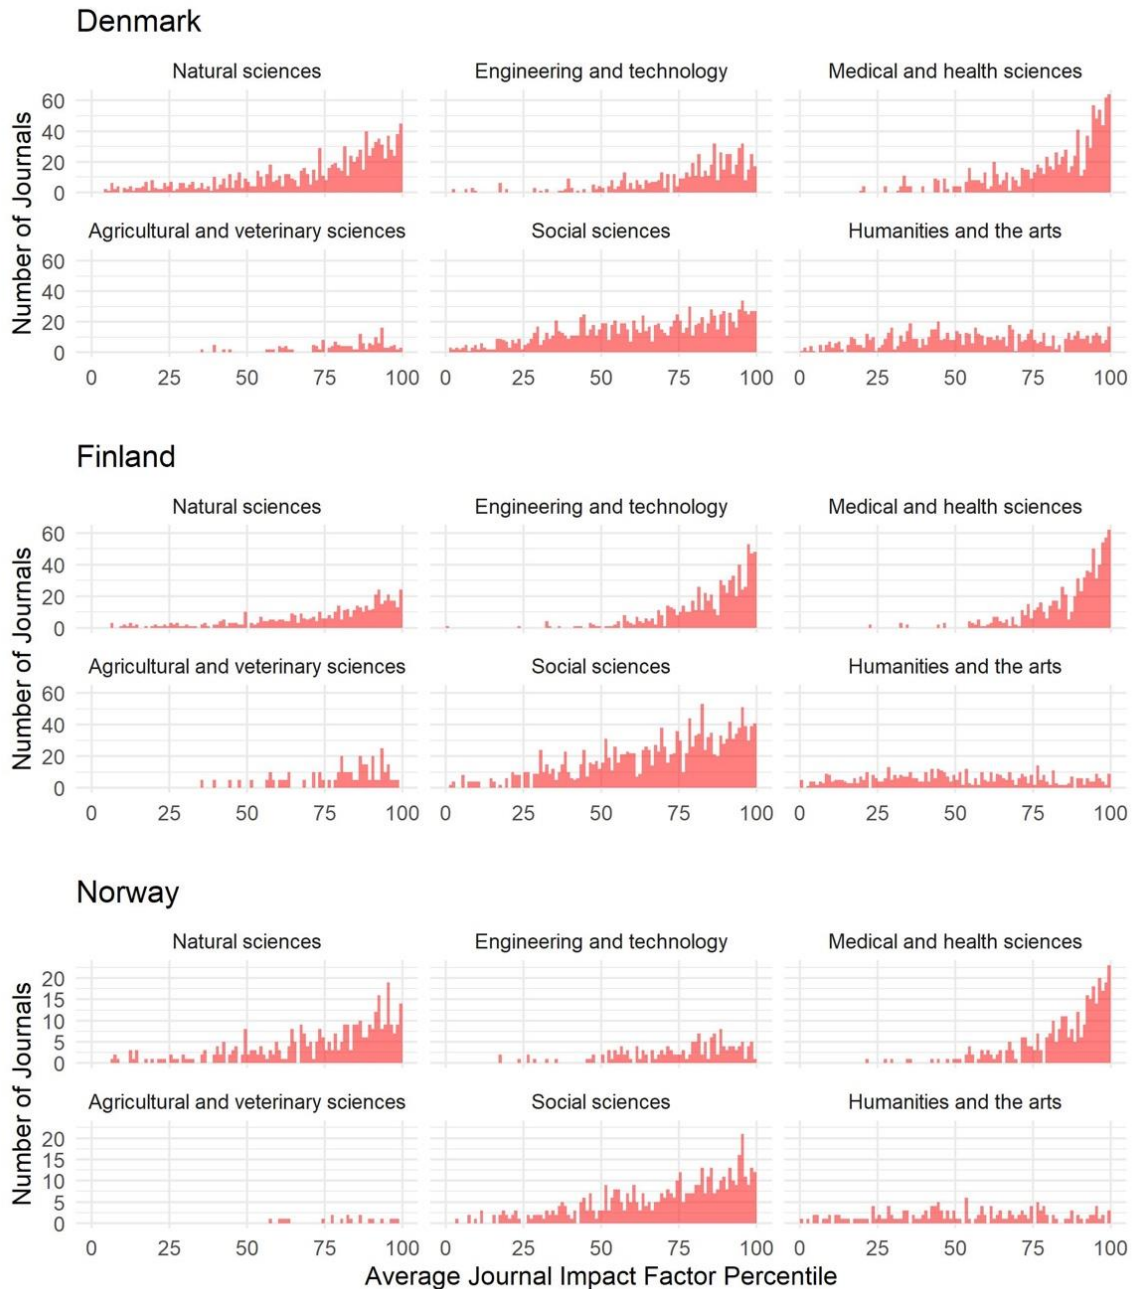 Denmark
Natural sciences
Engineering and technology
Medical and health sciences
60
40
20
0
Agricultural and veterinary sciences
Social sciences
Humanities and the arts
60
40
20
0
Number of Journals
0 25 50 75 100
0 25 50 75 100
0 25 50 75 100
Finland
Natural sciences
Engineering and technology
Medical and health sciences
60
40
20
0
Agricultural and veterinary sciences
Social sciences
Humanities and the arts
60
40
20
0
Number of Journals
0 25 50 75 100
0 25 50 75 100
0 25 50 75 100
Norway
Natural sciences
Engineering and technology
Medical and health sciences
20
15
10
5
0
Agricultural and veterinary sciences
Social sciences
Humanities and the arts
20
15
10
5
0
Number of Journals
0 25 50 75 100
0 25 50 75 100
0 25 50 75 100
Average Journal Impact Factor Percentile